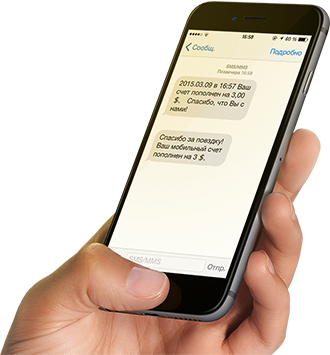 16:58
80 %
Сообщ.
Подробно
SMS/MMS
Позавчера 16:58
2015.03.09 в 16:57 Ваш
счет пополнен на 3,00
$. Спасибо, что Вы с
нами!
Спасибо за поездку!
Ваш мобильный счет
пополнен на 3 $.
SMS/MMS
Отпр.